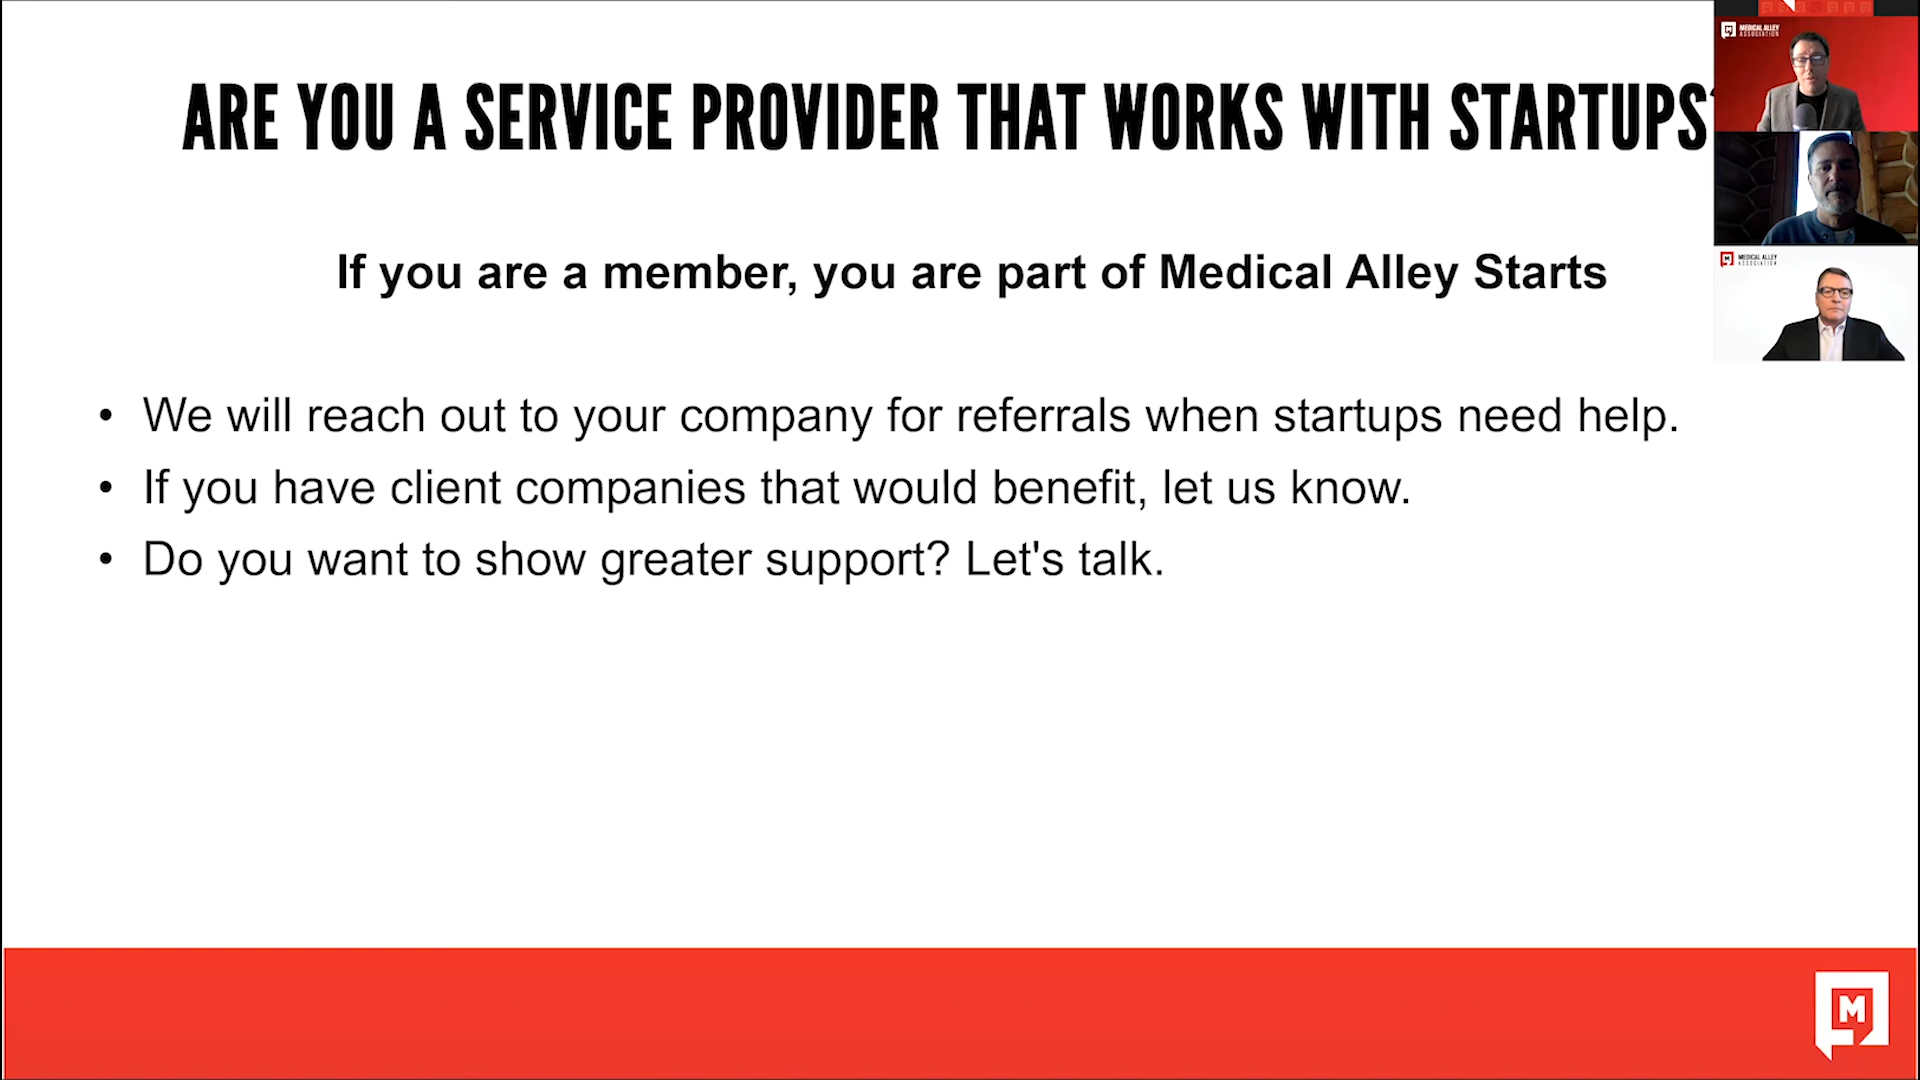 ARE YOU A SERVICE PROVIDER THAT WORKS WITH STARTUPS?
MEDICAL ALLEY
ASSOCIATION
If you are a member, you are part of Medical Alley Starts
MEDICAL ALLEY
ASSOCIATION
• We will reach out to your company for referrals when startups need help.
• If you have client companies that would benefit, let us know.
• Do you want to show greater support? Let's talk.
M